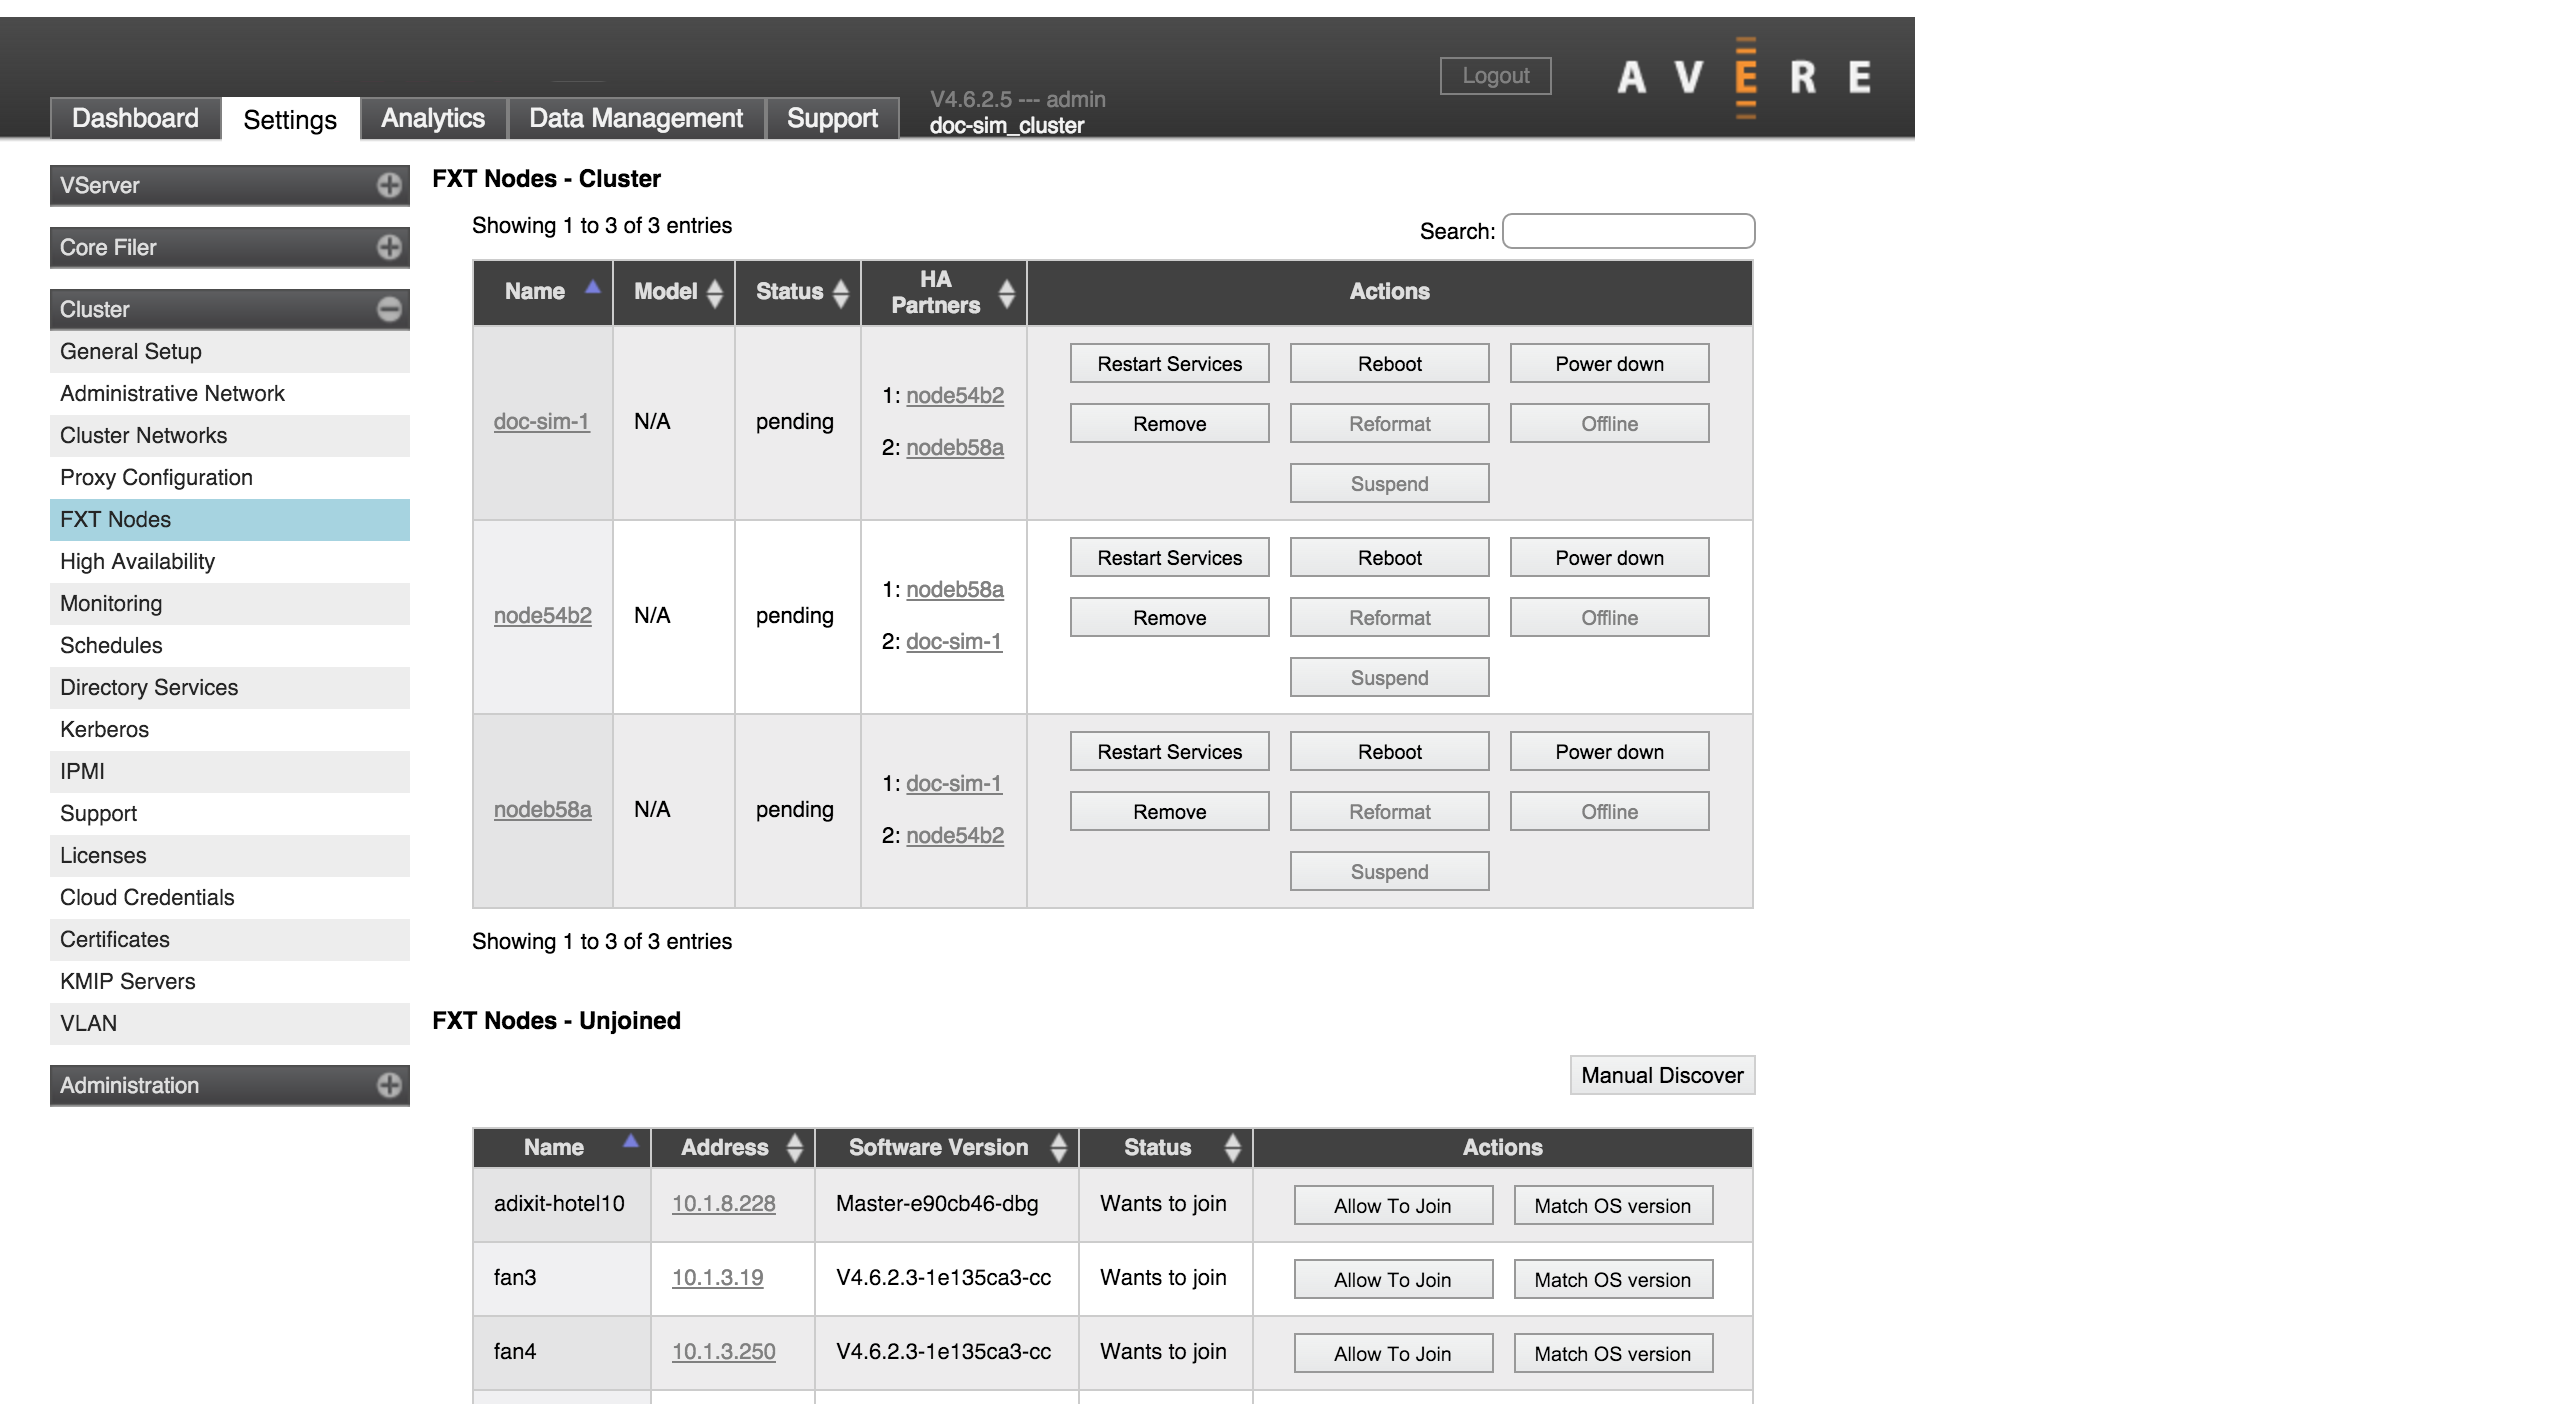 Logout
AVERE
Dashboard
Settings
Analytics
Data Management
Support
V4.6.2.5 --- admin
doc-sim_cluster
VServer
Core Filer
Cluster
General Setup
Administrative Network
Cluster Networks
Proxy Configuration
FXT Nodes
High Availability
Monitoring
Schedules
Directory Services
Kerberos
IPMI
Support
Licenses
Cloud Credentials
Certificates
KMIP Servers
VLAN
Administration
FXT Nodes - Cluster
Showing 1 to 3 of 3 entries
Search:
Name
Model
Status
HA
Partners
Actions
doc-sim-1
N/A
pending
1: node54b2
2: nodeb58a
Restart Services
Reboot
Power down
Remove
Reformat
Offline
Suspend
node54b2
N/A
pending
1: nodeb58a
2: doc-sim-1
Restart Services
Reboot
Power down
Remove
Reformat
Offline
Suspend
nodeb58a
N/A
pending
1: doc-sim-1
2: node54b2
Restart Services
Reboot
Power down
Remove
Reformat
Offline
Suspend
Showing 1 to 3 of 3 entries
FXT Nodes - Unjoined
Manual Discover
Name
Address
Software Version
Status
Actions
adixit-hotel10
10.1.8.228
Master-e90cb46-dbg
Wants to join
Allow To Join
Match OS version
fan3
10.1.3.19
V4.6.2.3-1e135ca3-cc
Wants to join
Allow To Join
Match OS version
fan4
10.1.3.250
V4.6.2.3-1e135ca3-cc
Wants to join
Allow To Join
Match OS version